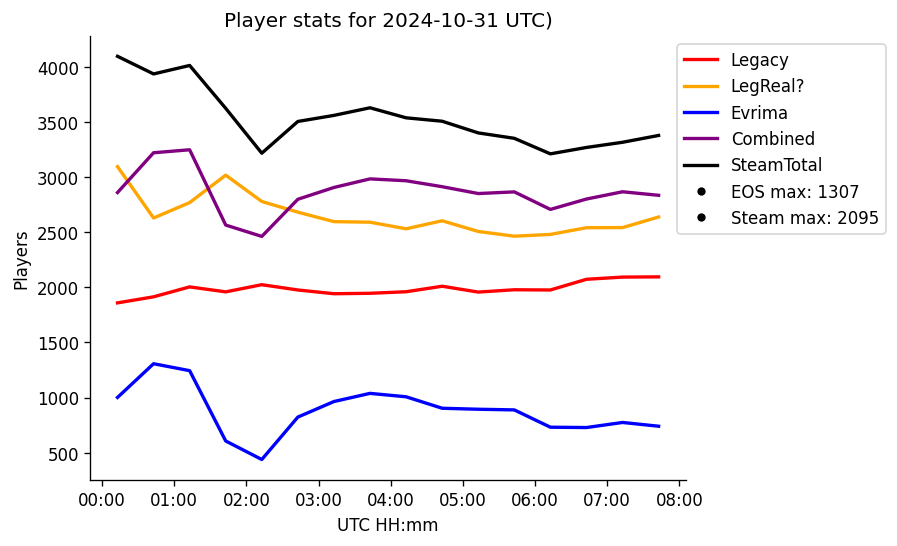 Player stats for 2024-10-31 UTC)
Players
4000
3500
3000
2500
2000
1500
1000
500
00:00 01:00 02:00 03:00 04:00 05:00 06:00 07:00 08:00
UTC HH:mm
Legacy
LegReal?
Evrima
Combined
SteamTotal
EOS max: 1307
Steam max: 2095